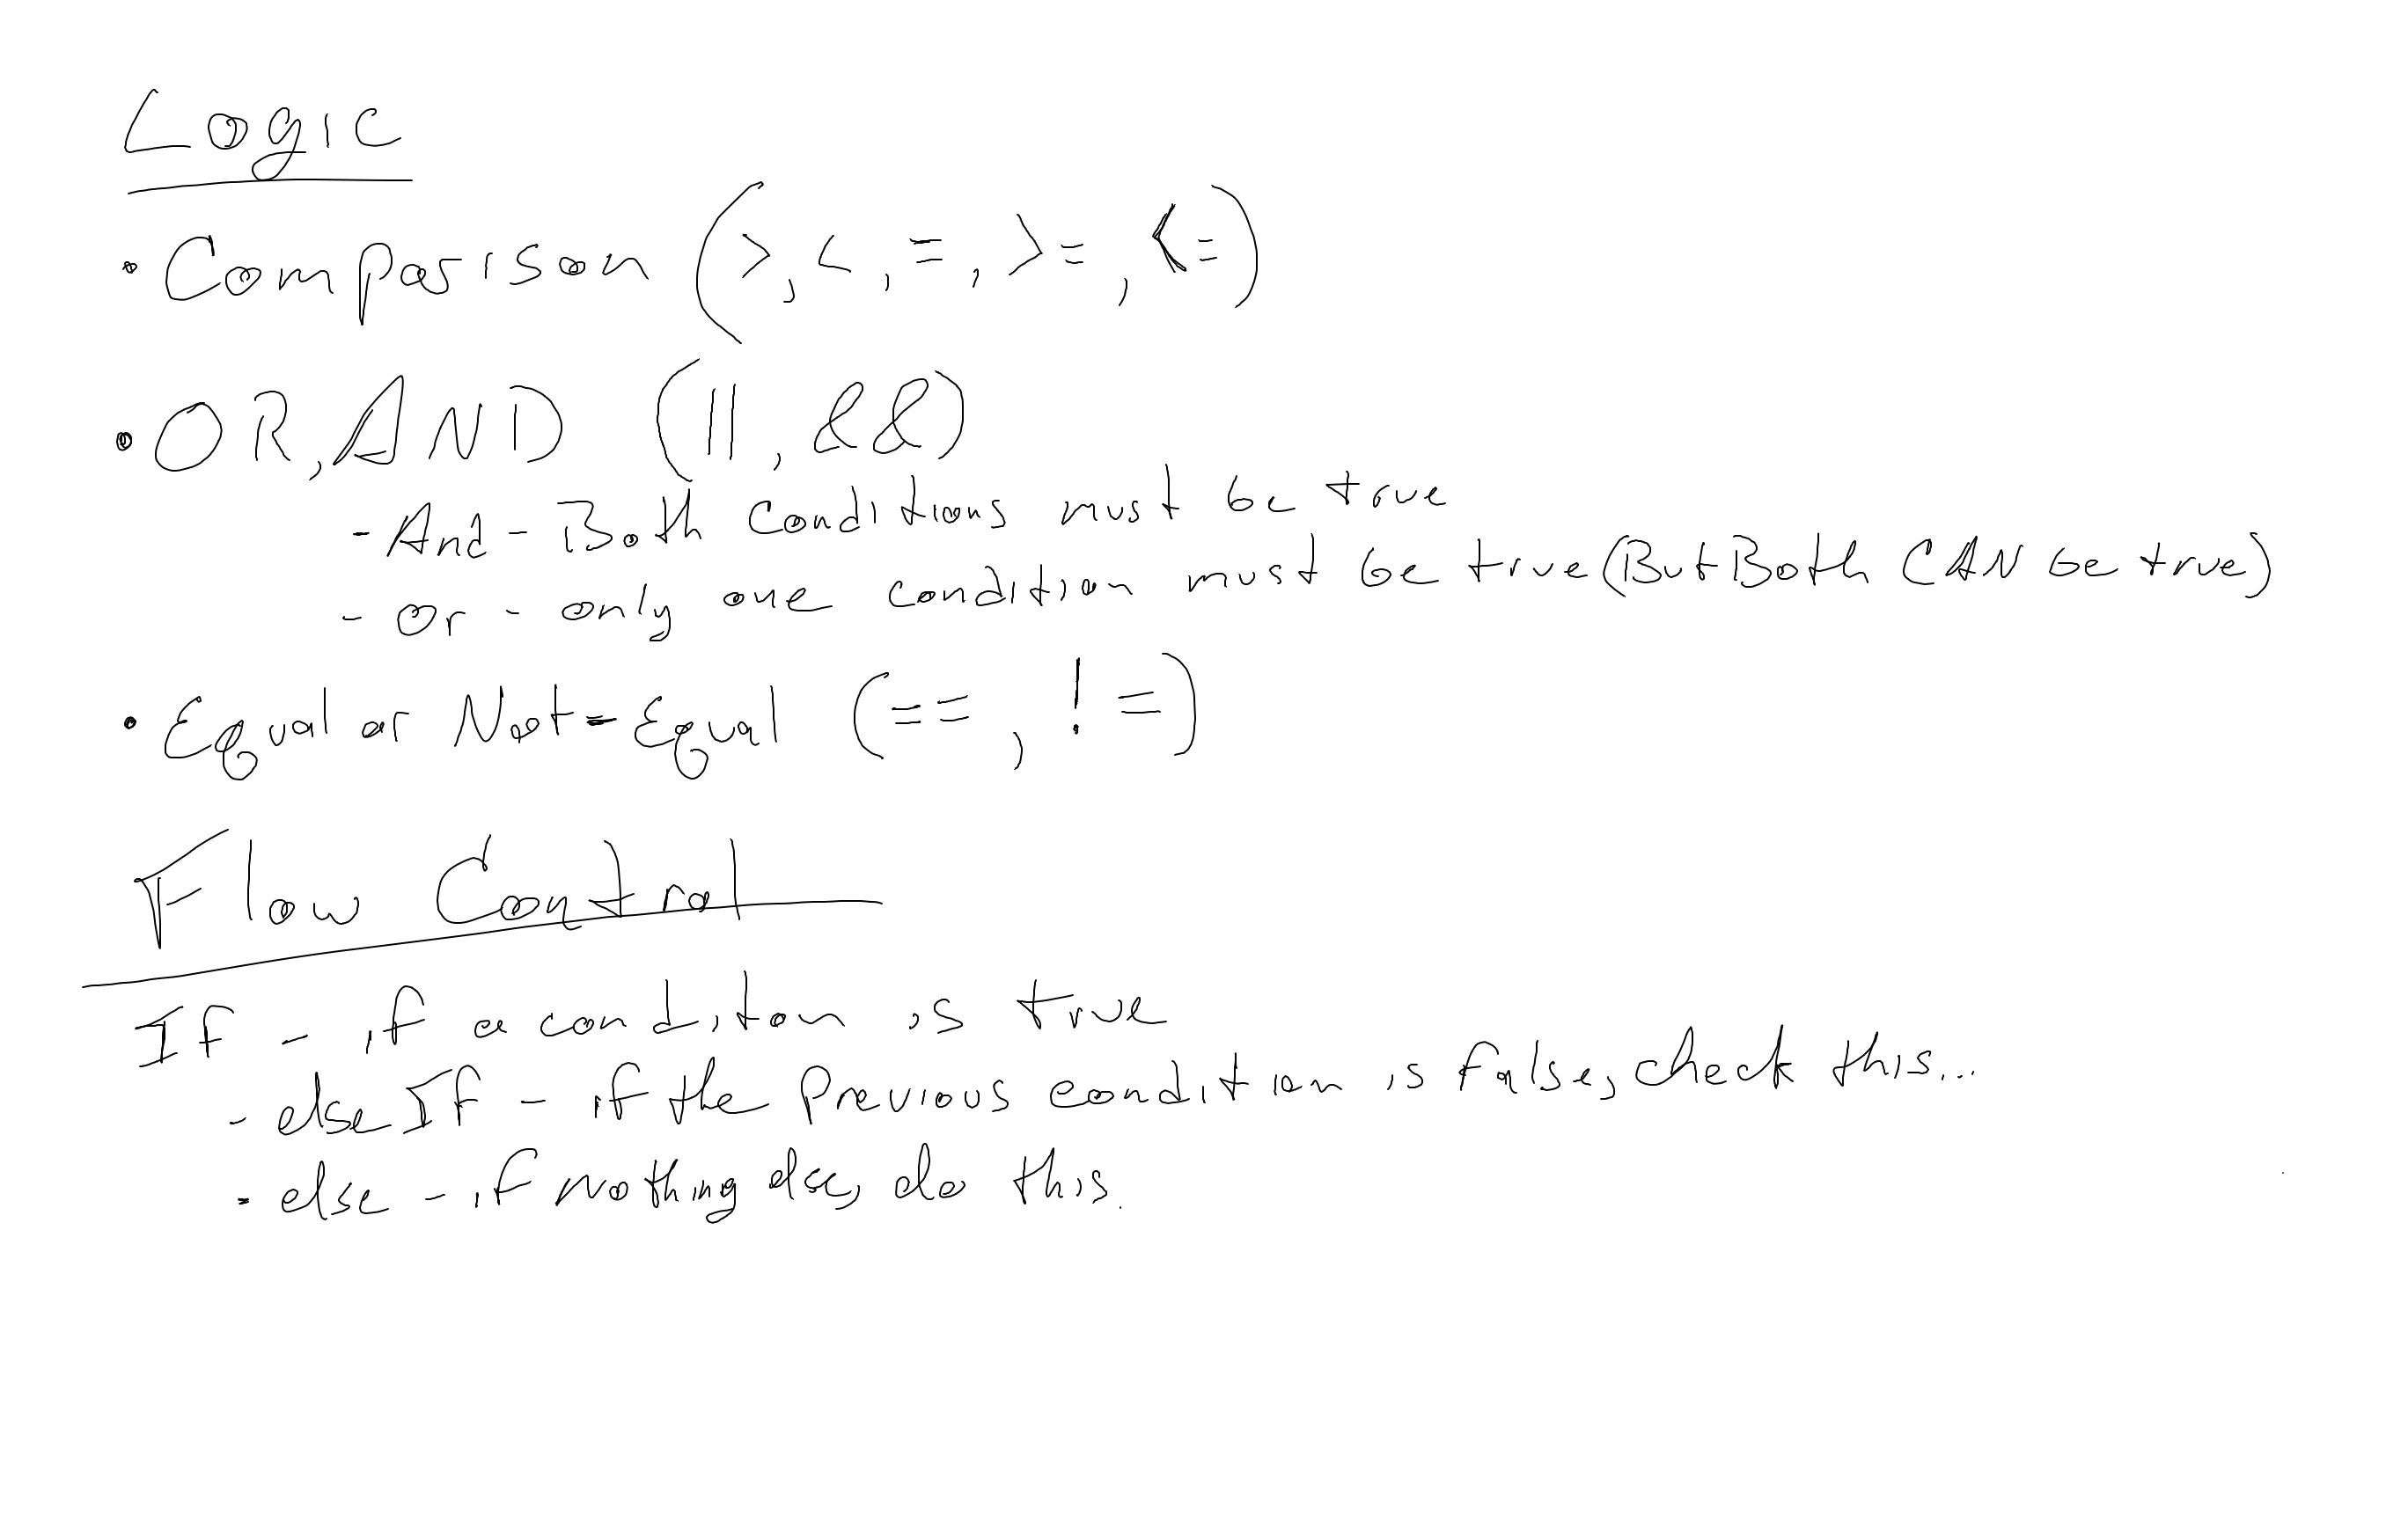 Logic
• Comparison (>, <, =, >=, <=)
• OR, AND (||, &&)
- And - Both conditions must be true
- or - only one condition must be true (But Both CAN be true)
• Equal or Not-Equal (==, !=)
Flow Control
IF - if a conditon is true
- else IF - if the Previous condition is false, check this...
- else - if nothing else, do this.